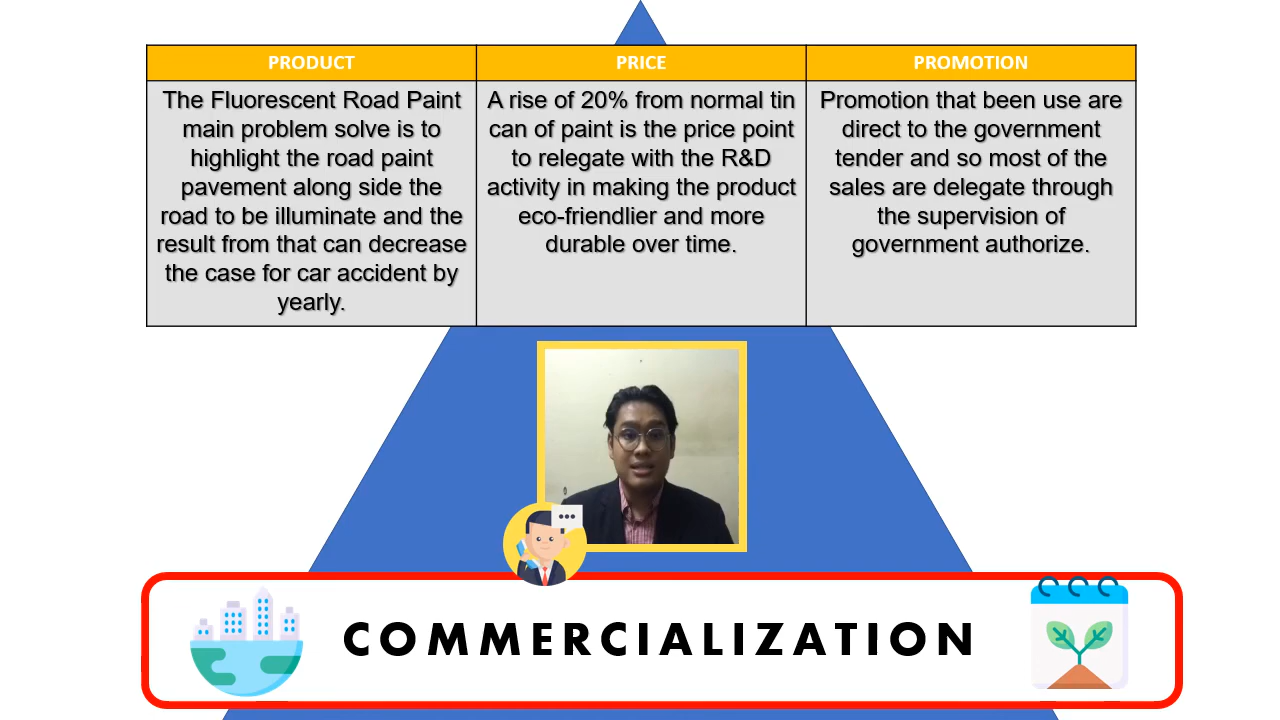 PRODUCT
The Fluorescent Road Paint
main problem solve is to
highlight the road paint
pavement along side the
road to be illuminate and the
result from that can decrease
the case for car accident by
yearly.
PRICE
A rise of 20% from normal tin
can of paint is the price point
to relegate with the R&D
activity in making the product
eco-friendlier and more
durable over time.
PROMOTION
Promotion that been use are
direct to the government
tender and so most of the
sales are delegate through
the supervision of
government authorize.
COMMERCIALIZATION